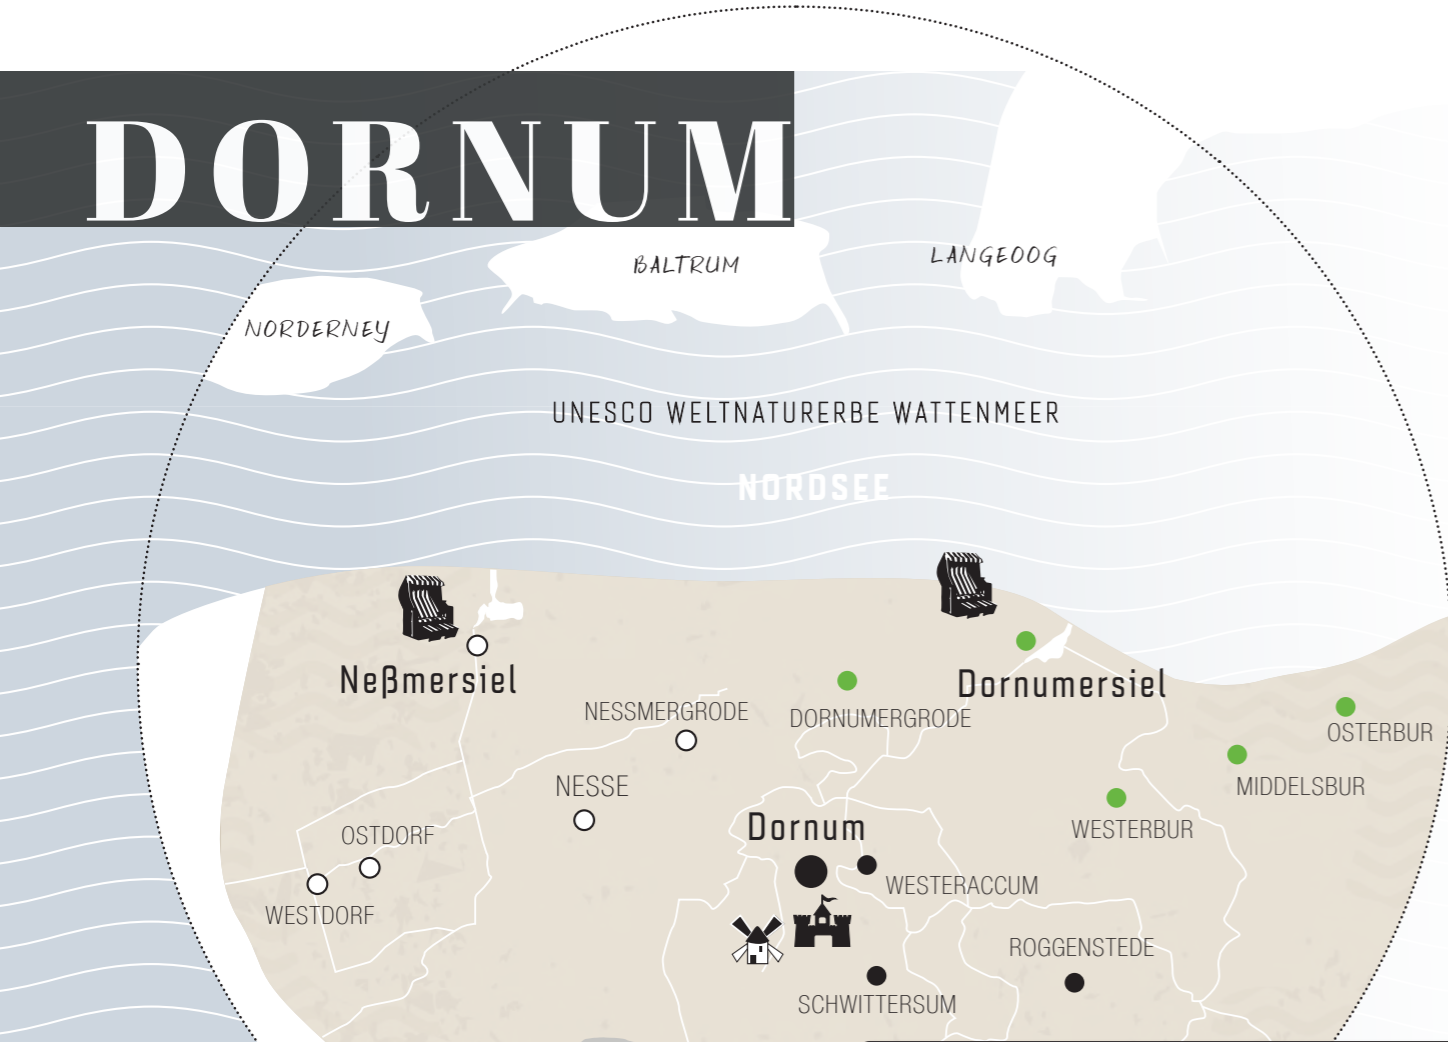 DORNUM
BALTRUM
LANGEOOG
NORDERNEY
UNESCO WELTNATURERBE WATTENMEER
NORDSEE
Neßmersiel
Dornumersiel
NESSMERGRODE
DORNUMERGRODE
OSTERBUR
NESSE
MIDDELSBUR
Dornum
WESTERBUR
OSTDORF
WESTERACCUM
WESTDORF
ROGGENSTEDE
SCHWITTERSUM